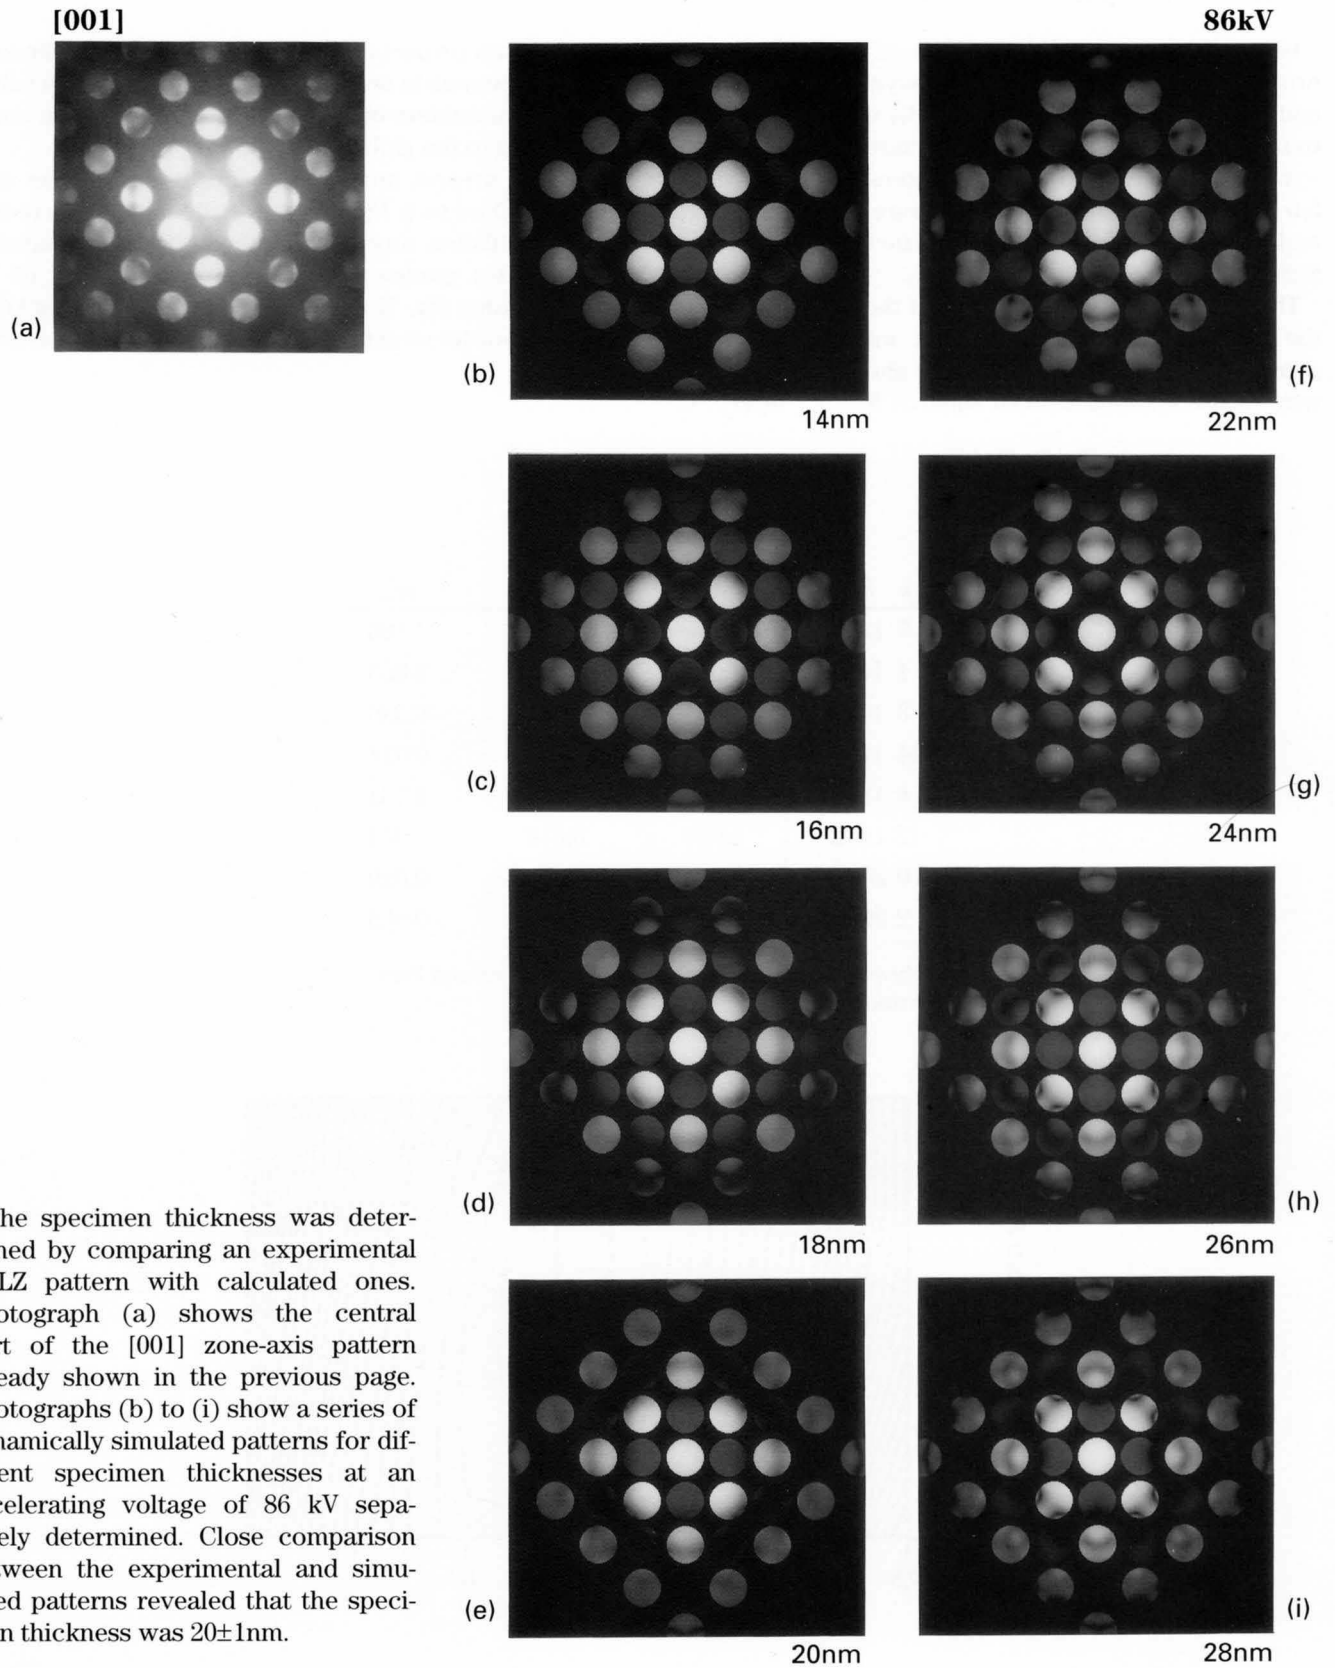 [001]
86kV
(a)
(b)
14nm
(f)
22nm
(c)
16nm
(g)
24nm
(d)
18nm
(h)
26nm
(e)
20nm
(i)
28nm
he specimen thickness was deter-
ned by comparing an experimental
LZ pattern with calculated ones.
otograph (a) shows the central
rt of the [001] zone-axis pattern
eady shown in the previous page.
otographs (b) to (i) show a series of
namically simulated patterns for dif-
ent specimen thicknesses at an
celerating voltage of 86 kV sepa-
ely determined. Close comparison
tween the experimental and simu-
ed patterns revealed that the speci-
n thickness was 20±1nm.